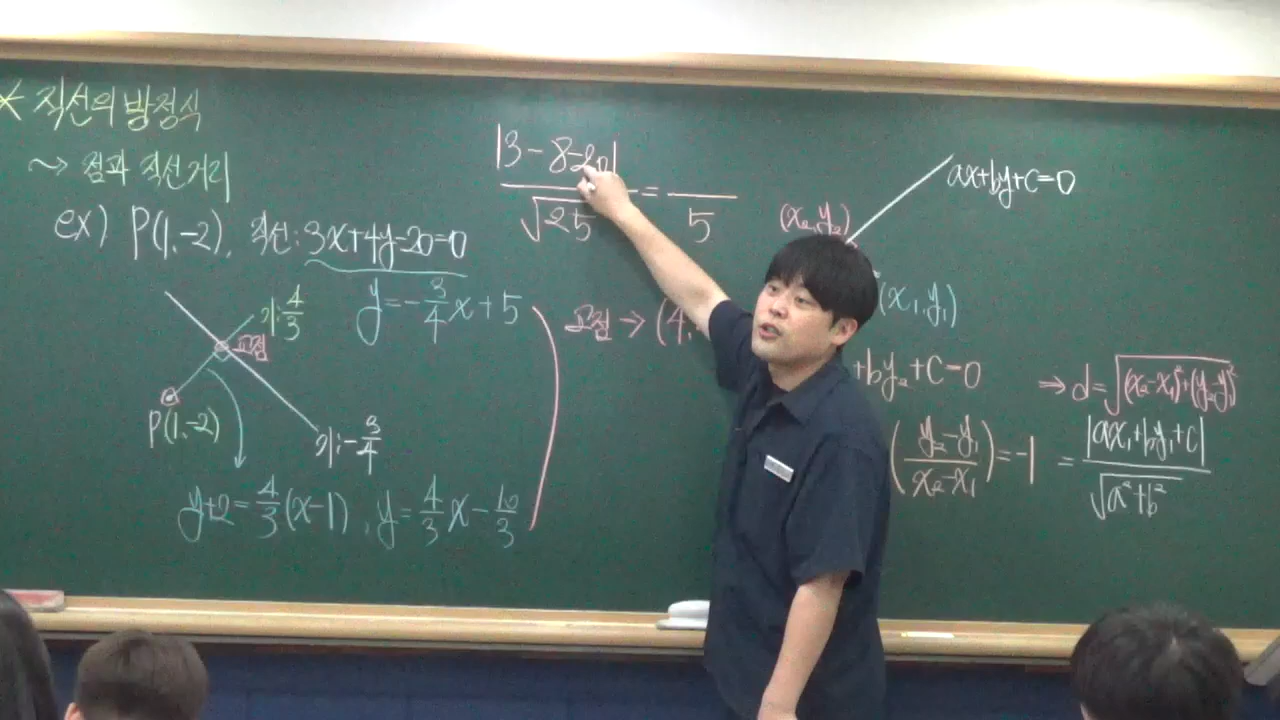 * 직선의 방정식
~> 점과 직선거리
ex) P(1,-2), 직선: 3x+4y-20=0
y=-3/4x+5
기:4/3
교점
P(1,-2)
기:-3/4
y+2=4/3(x-1), y=4/3x-10/3
|3-8-20|/√25 = /5
교점 → (4,
ax+by+c=0
(x₂,y₂)
(x₁,y₁)
+by₂+c=0
(y₂-y₁/x₂-x₁)=-1
⇒ d=√(x₂-x₁)²+(y₂-y₁)²
=|ax₁+by₁+c|/√a²+b²